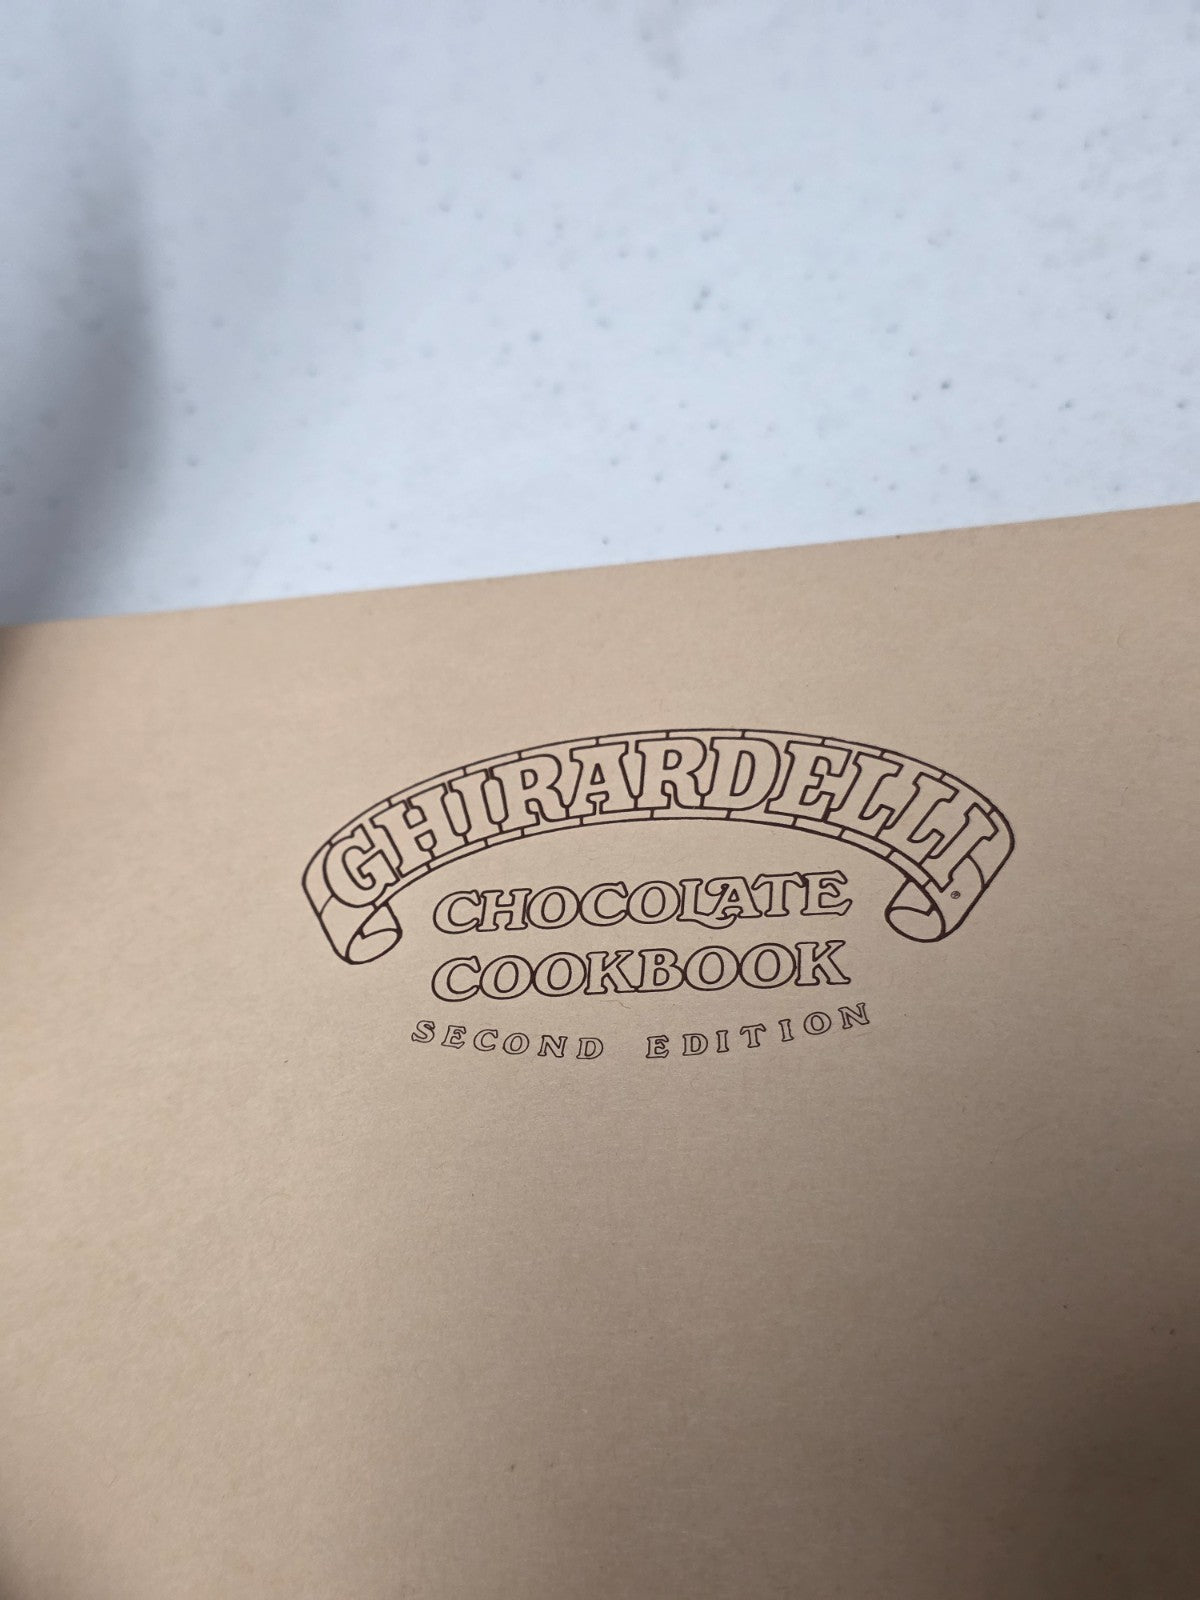 GHIRARDELLI®
CHOCOLATE
COOKBOOK
SECOND EDITION